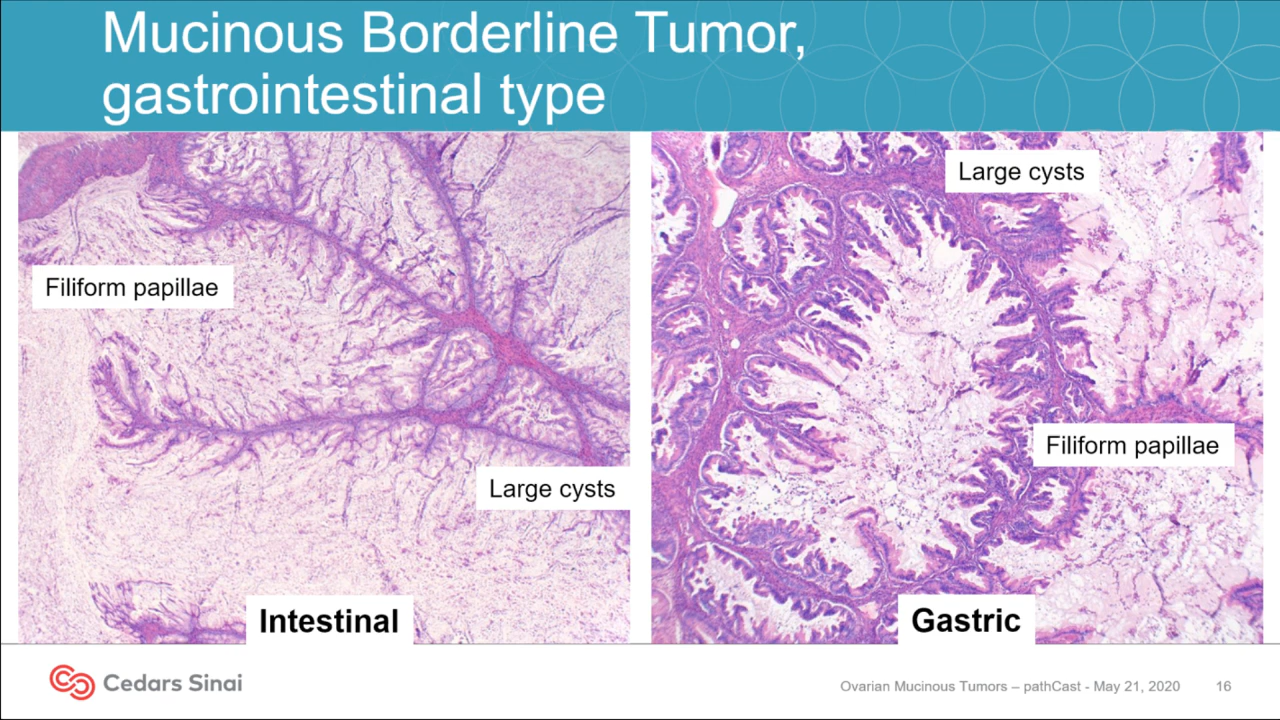 Mucinous Borderline Tumor,
gastrointestinal type
Filiform papillae
Large cysts
Intestinal
Large cysts
Filiform papillae
Gastric
Cedars Sinai
Ovarian Mucinous Tumors – pathCast - May 21, 2020
16